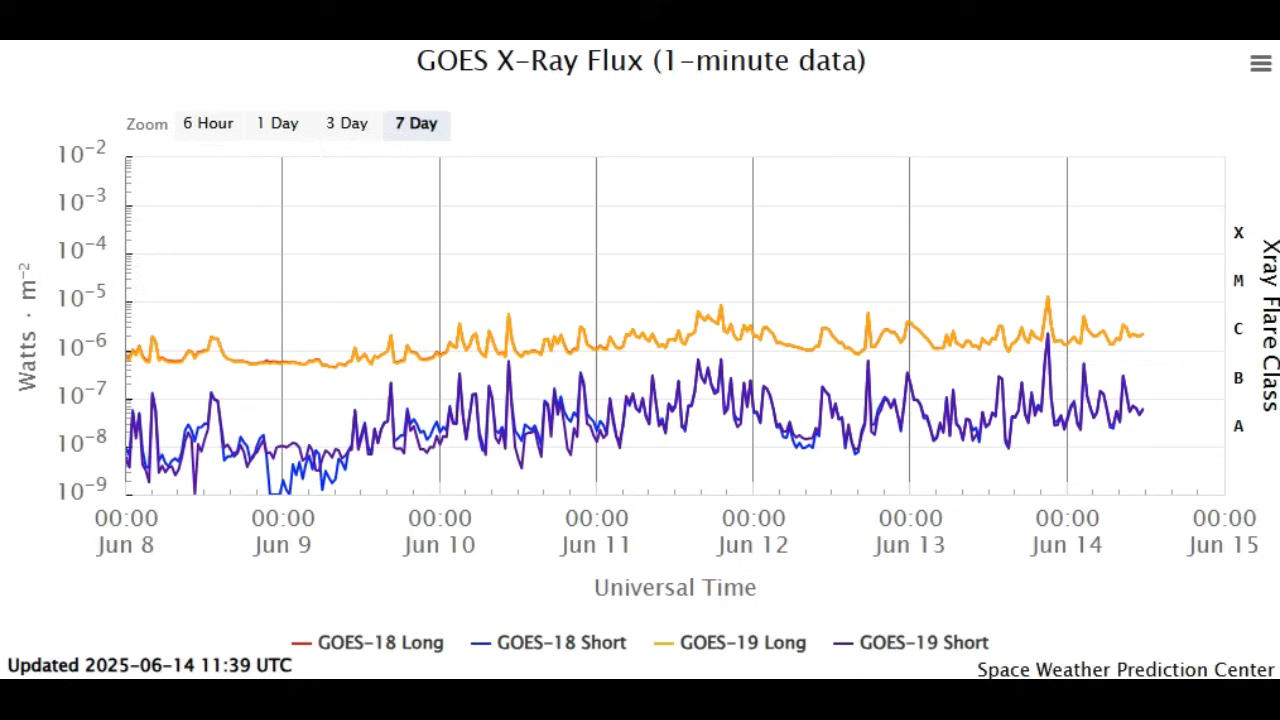 GOES X-Ray Flux (1-minute data)
Zoom 6 Hour 1 Day 3 Day 7 Day
10⁻²
10⁻³
10⁻⁴
10⁻⁵
10⁻⁶
10⁻⁷
10⁻⁸
10⁻⁹
Watts · m⁻²
X
M
C
B
A
Xray Flare Class
00:00 00:00 00:00 00:00 00:00 00:00 00:00 00:00
Jun 8 Jun 9 Jun 10 Jun 11 Jun 12 Jun 13 Jun 14 Jun 15
Universal Time
GOES-18 Long GOES-18 Short GOES-19 Long GOES-19 Short
Updated 2025-06-14 11:39 UTC
Space Weather Prediction Center